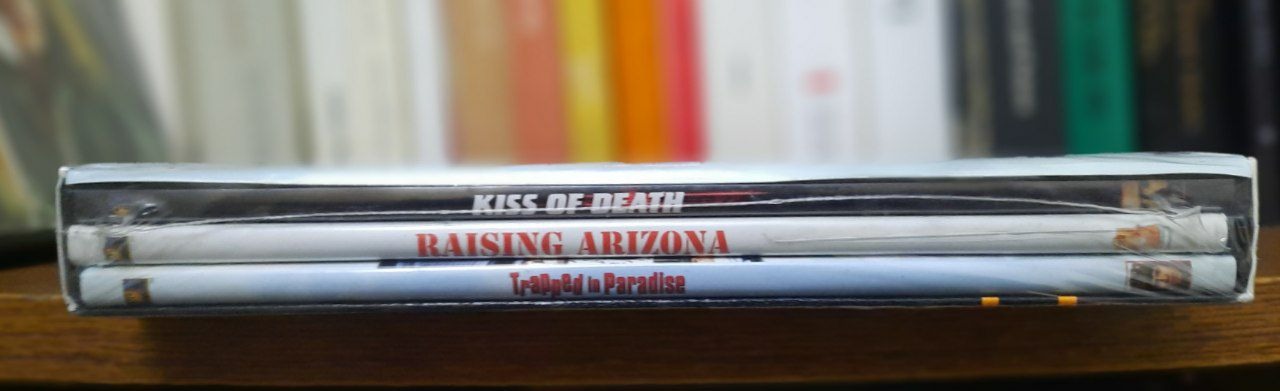 KISS OF DEATH
RAISING ARIZONA
Trapped in Paradise